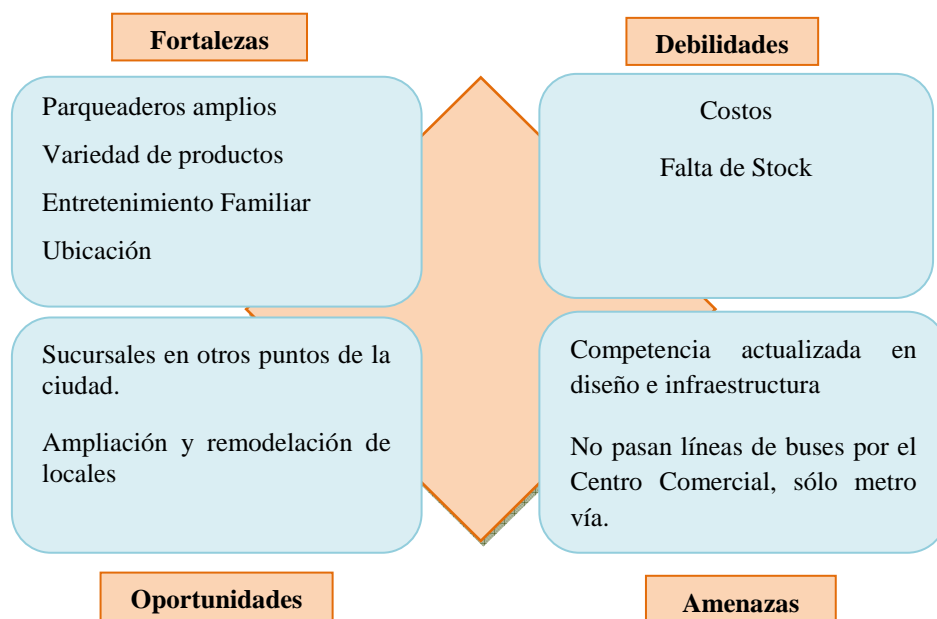 Fortalezas
Parqueaderos amplios
Variedad de productos
Entretenimiento Familiar
Ubicación
Debilidades
Costos
Falta de Stock
Sucursales en otros puntos de la
ciudad.
Ampliación y remodelación de
locales
Oportunidades
Competencia actualizada en
diseño e infraestructura
No pasan líneas de buses por el
Centro Comercial, sólo metro
vía.
Amenazas